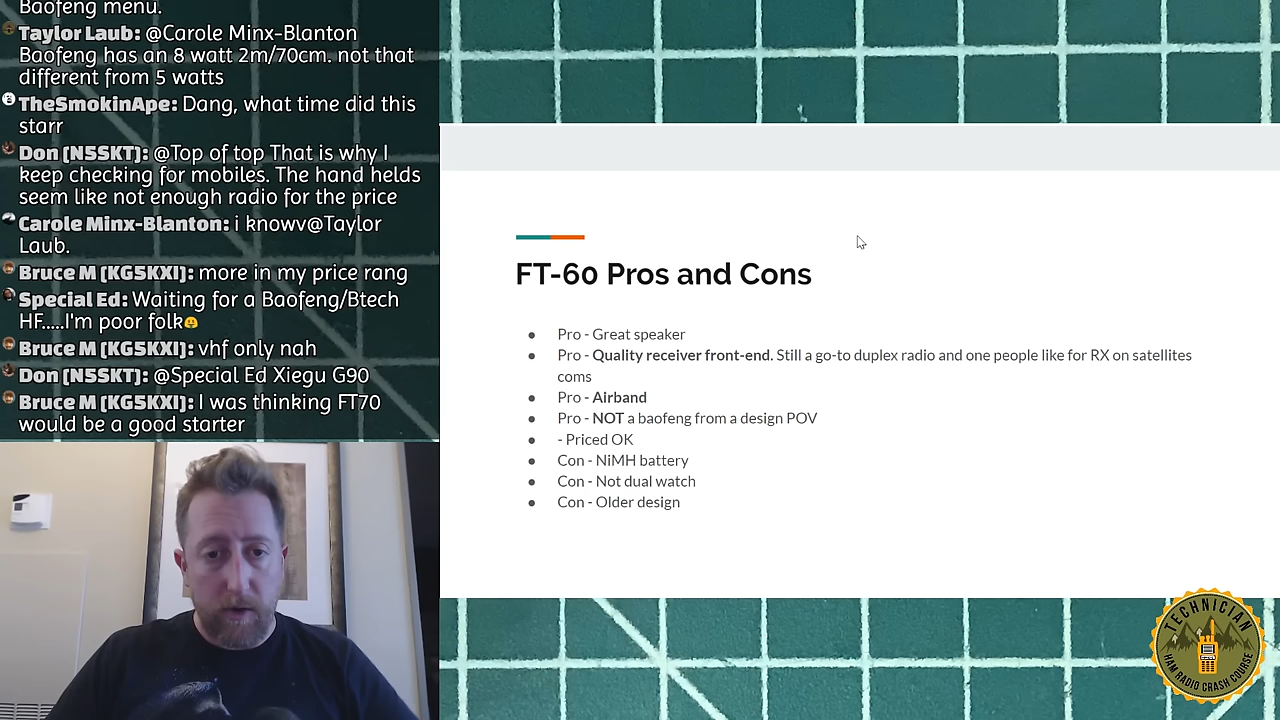 Baofeng menu.
Taylor Laub: @Carole Minx-Blanton
Baofeng has an 8 watt 2m/70cm. not that
different from 5 watts
TheSmokinApe: Dang, what time did this
starr
Don (N5SKT): @Top of top That is why I
keep checking for mobiles. The hand helds
seem like not enough radio for the price
Carole Minx-Blanton: i knowv@Taylor
Laub.
Bruce M (KG5KXI): more in my price rang
Special Ed: Waiting for a Baofeng/Btech
HF.....I'm poor folk
Bruce M (KG5KXI): vhf only nah
Don (N5SKT): @Special Ed Xiegu G90
Bruce M (KG5KXI): I was thinking FT70
would be a good starter
FT-60 Pros and Cons
● Pro - Great speaker
● Pro - Quality receiver front-end. Still a go-to duplex radio and one people like for RX on satellites
coms
● Pro - Airband
● Pro - NOT a baofeng from a design POV
● - Priced OK
● Con - NiMH battery
● Con - Not dual watch
● Con - Older design
TECHNICIAN
HAM RADIO CRASH COURSE